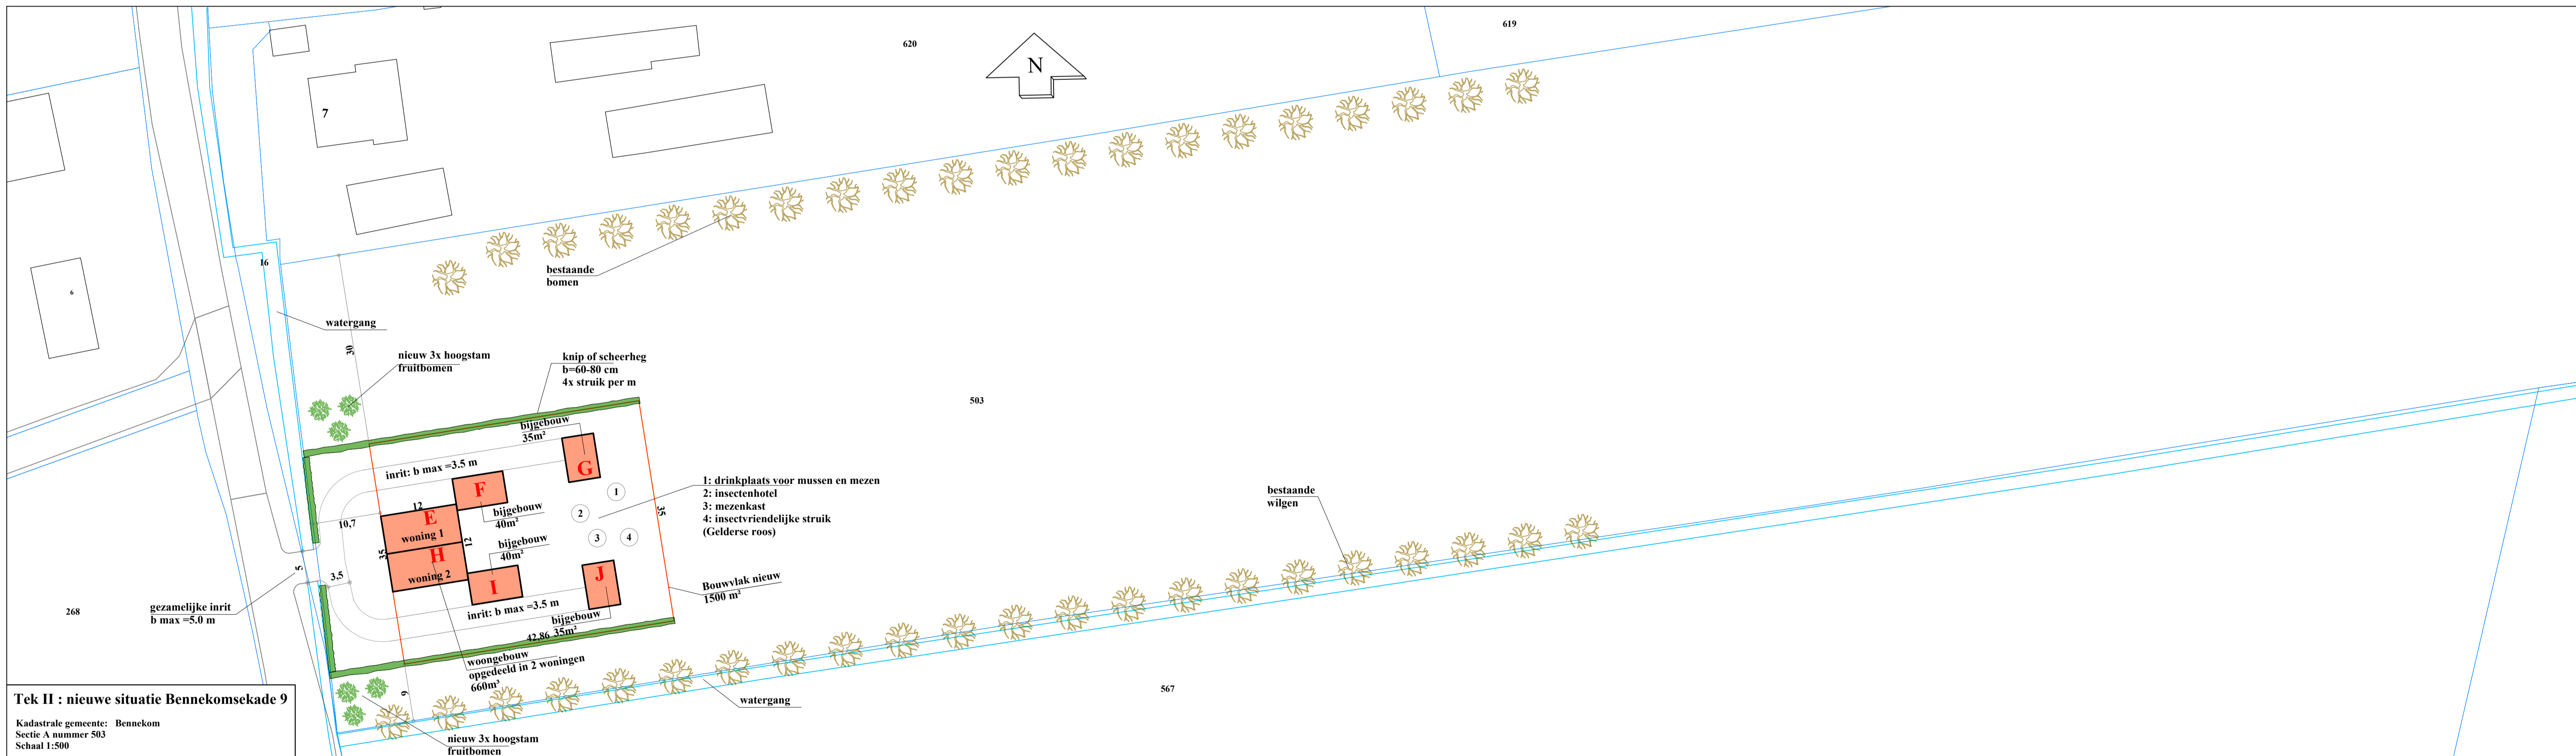 619
620
N
7
16
6
bestaande
bomen
watergang
30
nieuw 3x hoogstam
fruitbomen
knip of scheerheg
b=60-80 cm
4x struik per m
503
bijgebouw
35m²
inrit: b max =3.5 m
G
F
1: drinkplaats voor mussen en mezen
2: insectenhotel
3: mezenkast
4: insectvriendelijke struik
(Gelderse roos)
1
2
3
4
bestaande
wilgen
12
E
woning 1
bijgebouw
40m²
10,7
35
12
35
H
woning 2
bijgebouw
40m²
I
J
5
3,5
Bouwvlak nieuw
1500 m²
inrit: b max =3.5 m
bijgebouw
35m²
42,86
gezamelijke inrit
b max =5.0 m
268
woongebouw
opgedeeld in 2 woningen
660m³
9
567
watergang
nieuw 3x hoogstam
fruitbomen
Tek II : nieuwe situatie Bennekomsekade 9
Kadastrale gemeente: Bennekom
Sectie A nummer 503
Schaal 1:500